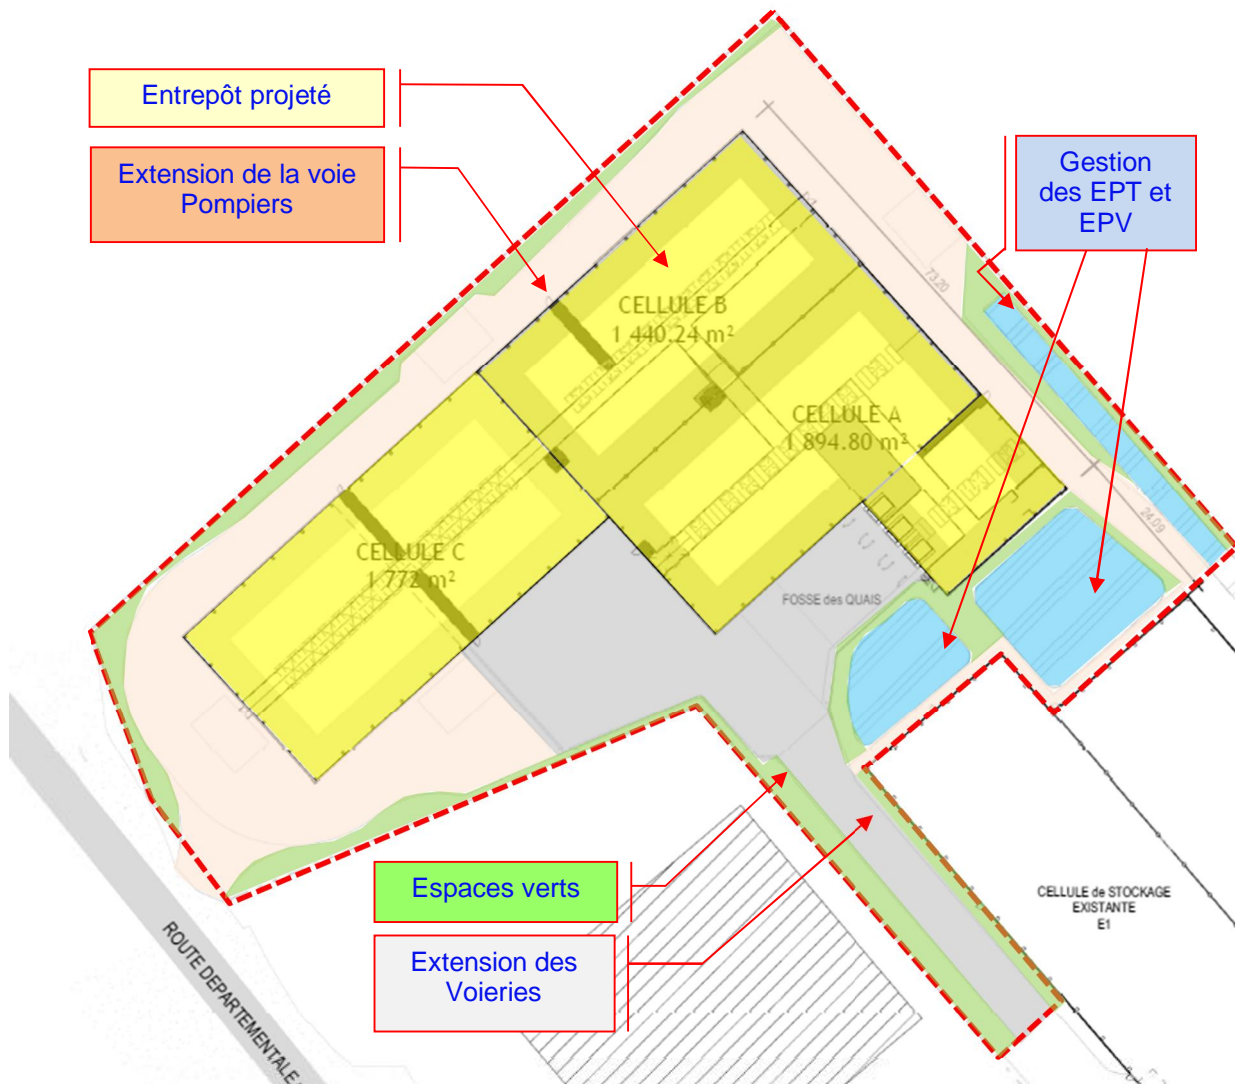 Entrepôt projeté
Extension de la voie
Pompiers
Gestion
des EPT et
EPV
73.20
CELLULE B
1 440.24 m²
CELLULE A
1 894.80 m²
24.09
CELLULE C
1 772 m²
FOSSE des QUAIS
Espaces verts
Extension des
Voieries
CELLULE de STOCKAGE
EXISTANTE
E1
ROUTE DEPARTEMENTALE